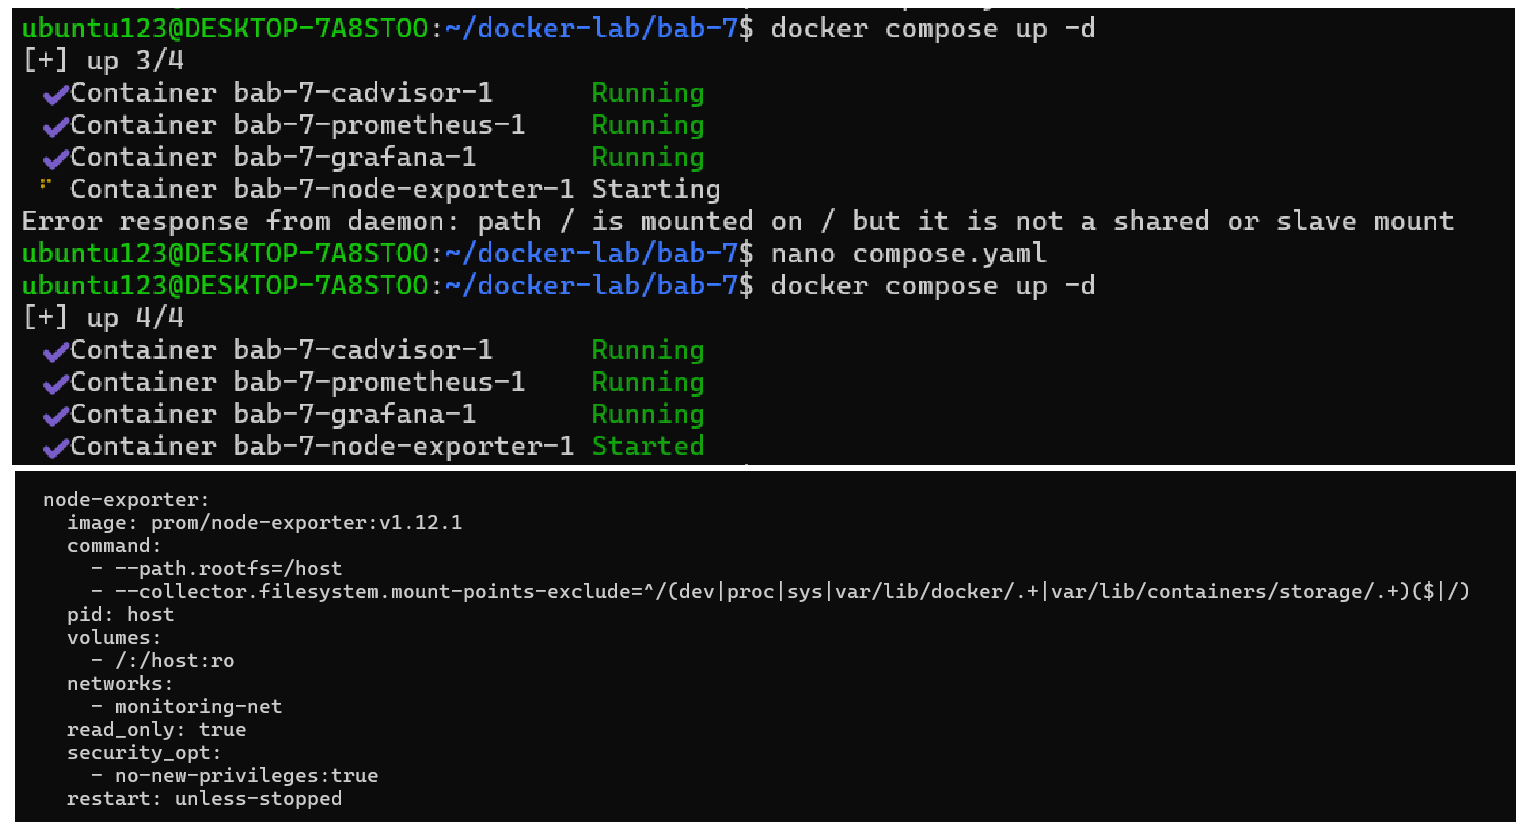 ubuntu123@DESKTOP-7A8STOO:~/docker-lab/bab-7$ docker compose up -d
[+] up 3/4
✔Container bab-7-cadvisor-1 Running
✔Container bab-7-prometheus-1 Running
✔Container bab-7-grafana-1 Running
⠋ Container bab-7-node-exporter-1 Starting
Error response from daemon: path / is mounted on / but it is not a shared or slave mount
ubuntu123@DESKTOP-7A8STOO:~/docker-lab/bab-7$ nano compose.yaml
ubuntu123@DESKTOP-7A8STOO:~/docker-lab/bab-7$ docker compose up -d
[+] up 4/4
✔Container bab-7-cadvisor-1 Running
✔Container bab-7-prometheus-1 Running
✔Container bab-7-grafana-1 Running
✔Container bab-7-node-exporter-1 Started
node-exporter:
image: prom/node-exporter:v1.12.1
command:
- --path.rootfs=/host
- --collector.filesystem.mount-points-exclude=^/(dev|proc|sys|var/lib/docker/.+|var/lib/containers/storage/.+)($|/)
pid: host
volumes:
- /:/host:ro
networks:
- monitoring-net
read_only: true
security_opt:
- no-new-privileges:true
restart: unless-stopped